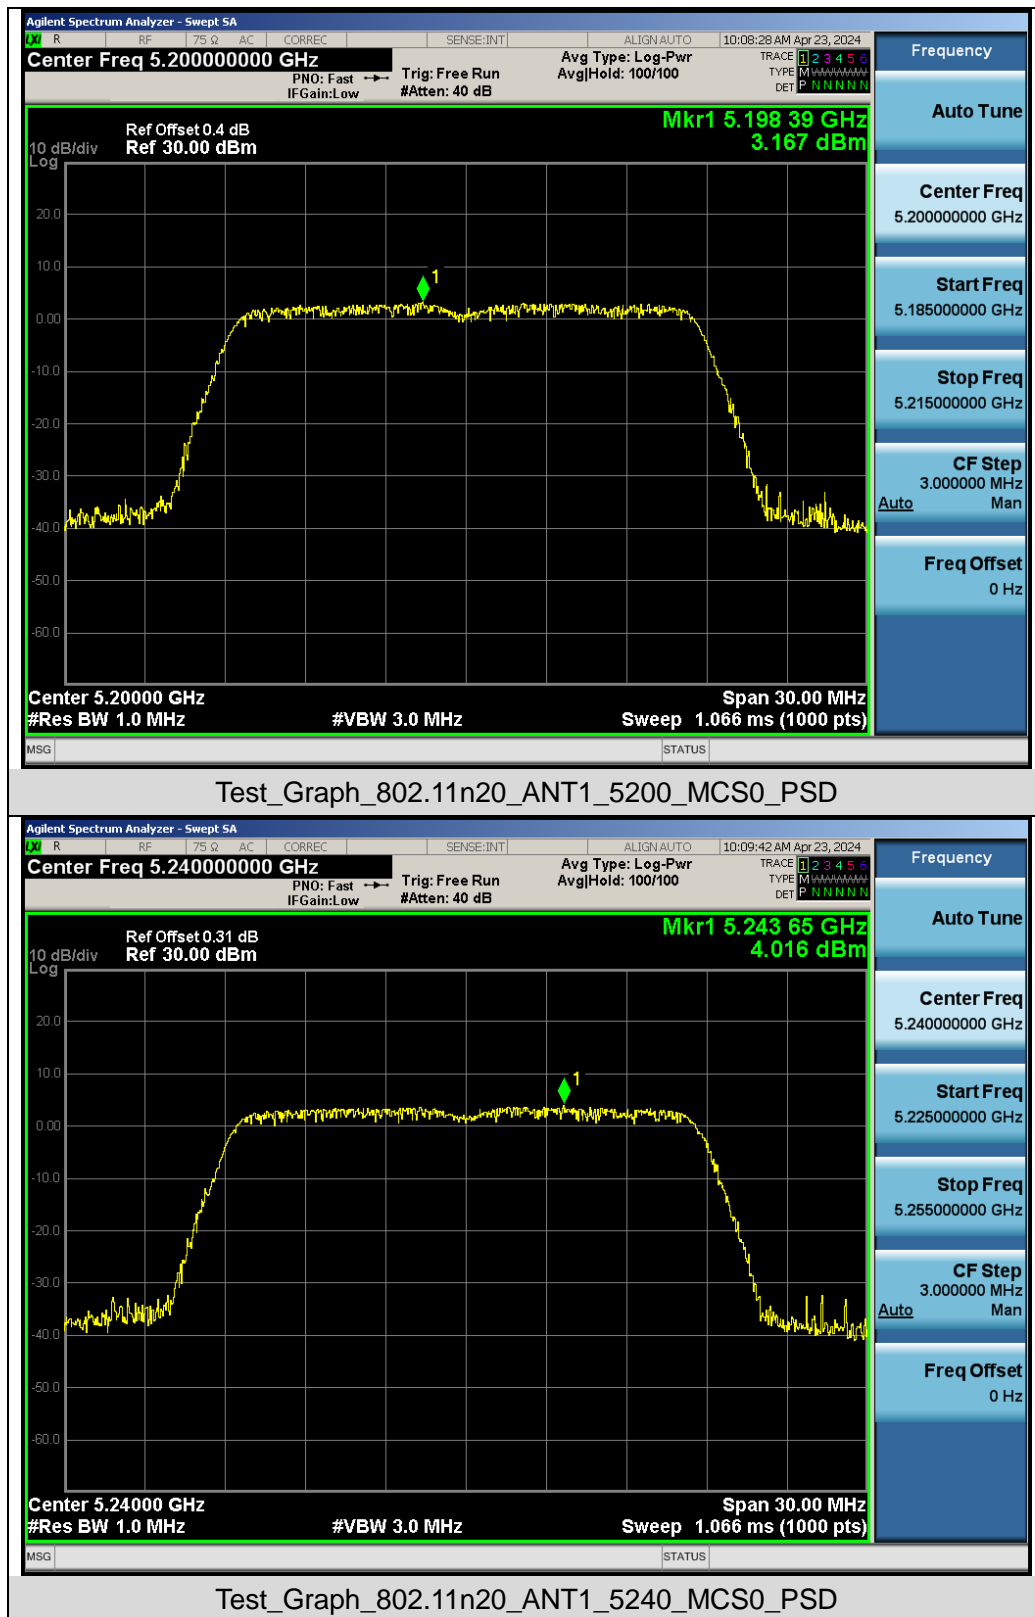 Agilent Spectrum Analyzer - Swept SA
LXI R RF 75 Ω AC CORREC SENSE:INT ALIGN AUTO 10:08:28 AM Apr 23, 2024
Center Freq 5.200000000 GHz
PNO: Fast
IFGain:Low
Trig: Free Run
#Atten: 40 dB
Avg Type: Log-Pwr
Avg|Hold: 100/100
TRACE 1 2 3 4 5 6
TYPE M WWWWW
DET P N N N N N
Frequency
Mkr1 5.198 39 GHz
3.167 dBm
Ref Offset 0.4 dB
10 dB/div Ref 30.00 dBm
Log
20.0
10.0
0.00
-10.0
-20.0
-30.0
-40.0
-50.0
-60.0
1
Center 5.20000 GHz Span 30.00 MHz
#Res BW 1.0 MHz #VBW 3.0 MHz Sweep 1.066 ms (1000 pts)
MSG STATUS
Auto Tune
Center Freq
5.200000000 GHz
Start Freq
5.185000000 GHz
Stop Freq
5.215000000 GHz
CF Step
3.000000 MHz
Auto Man
Freq Offset
0 Hz
Test_Graph_802.11n20_ANT1_5200_MCS0_PSD
Agilent Spectrum Analyzer - Swept SA
LXI R RF 75 Ω AC CORREC SENSE:INT ALIGN AUTO 10:09:42 AM Apr 23, 2024
Center Freq 5.240000000 GHz
PNO: Fast
IFGain:Low
Trig: Free Run
#Atten: 40 dB
Avg Type: Log-Pwr
Avg|Hold: 100/100
TRACE 1 2 3 4 5 6
TYPE M WWWWW
DET P N N N N N
Frequency
Mkr1 5.243 65 GHz
4.016 dBm
Ref Offset 0.31 dB
10 dB/div Ref 30.00 dBm
Log
20.0
10.0
0.00
-10.0
-20.0
-30.0
-40.0
-50.0
-60.0
1
Center 5.24000 GHz Span 30.00 MHz
#Res BW 1.0 MHz #VBW 3.0 MHz Sweep 1.066 ms (1000 pts)
MSG STATUS
Auto Tune
Center Freq
5.240000000 GHz
Start Freq
5.225000000 GHz
Stop Freq
5.255000000 GHz
CF Step
3.000000 MHz
Auto Man
Freq Offset
0 Hz
Test_Graph_802.11n20_ANT1_5240_MCS0_PSD